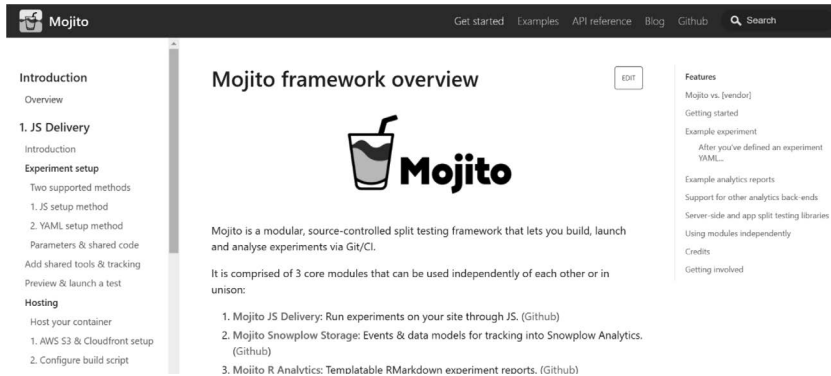 Mojito
Get started
Examples
API reference
Blog
Github
Search
Introduction
Overview
1. JS Delivery
Introduction
Experiment setup
Two supported methods
1. JS setup method
2. YAML setup method
Parameters & shared code
Add shared tools & tracking
Preview & launch a test
Hosting
Host your container
1. AWS S3 & Cloudfront setup
2. Configure build script
Mojito framework overview
EDIT
Mojito
Mojito is a modular, source-controlled split testing framework that lets you build, launch
and analyse experiments via Git/CI.
It is comprised of 3 core modules that can be used independently of each other or in
unison:
1. Mojito JS Delivery: Run experiments on your site through JS. (Github)
2. Mojito Snowplow Storage: Events & data models for tracking into Snowplow Analytics.
(Github)
3. Mojito R Analytics: Templatable RMarkdown experiment reports. (Github)
Features
Mojito vs. [vendor]
Getting started
Example experiment
After you've defined an experiment
YAML...
Example analytics reports
Support for other analytics back-ends
Server-side and app split testing libraries
Using modules independently
Credits
Getting involved